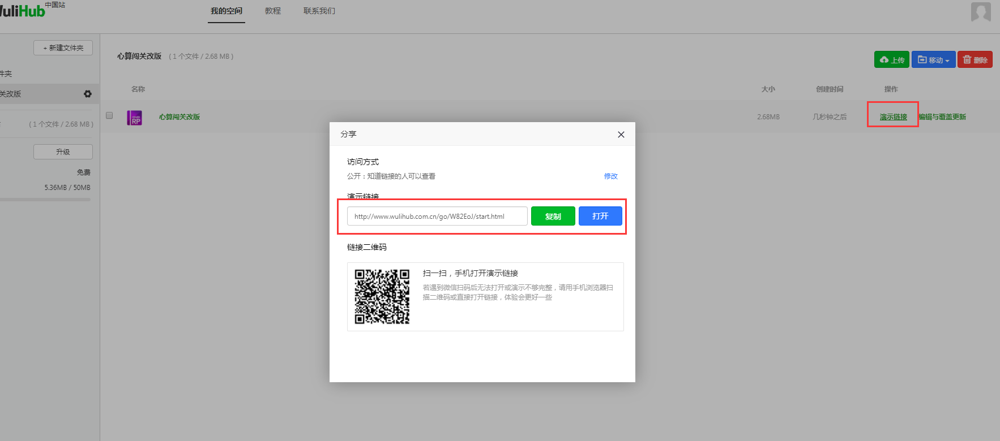 WuliHub 中国站
我的空间
教程
联系我们
+ 新建文件夹
件夹
关改版
( 1 个文件 / 2.68 MB )
升级
免费
5.36MB / 50MB
心算闯关改版 ( 1 个文件 / 2.68 MB )
上传
移动
删除
名称
大小
创建时间
操作
RP
心算闯关改版
2.68MB
几秒钟之后
演示链接
编辑与覆盖更新
分享
访问方式
公开：知道链接的人可以查看
修改
演示链接
http://www.wulihub.com.cn/go/W82EoJ/start.html
复制
打开
链接二维码
扫一扫，手机打开演示链接
若遇到微信扫码后无法打开或演示不够完整，请用手机浏览器扫
描二维码或直接打开链接，体验会更好一些